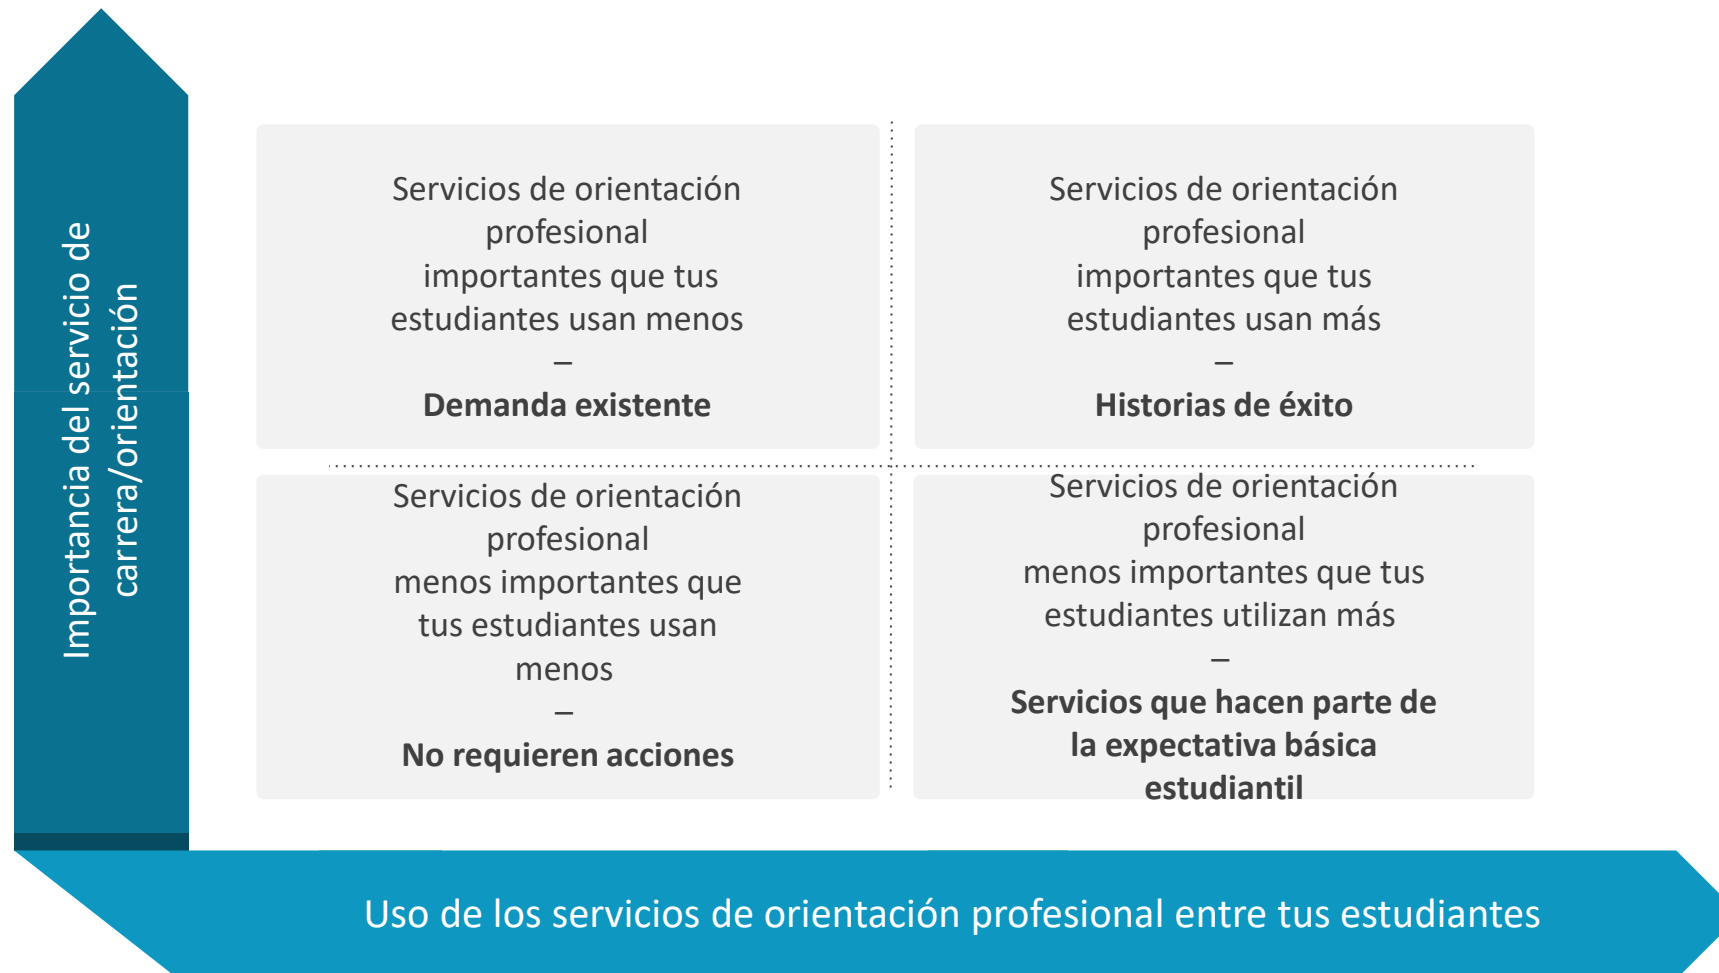 Importancia del servicio de
carrera/orientación
Servicios de orientación
profesional
importantes que tus
estudiantes usan menos
–
Demanda existente
Servicios de orientación
profesional
importantes que tus
estudiantes usan más
–
Historias de éxito
Servicios de orientación
profesional
menos importantes que
tus estudiantes usan
menos
–
No requieren acciones
Servicios de orientación
profesional
menos importantes que tus
estudiantes utilizan más
–
Servicios que hacen parte de
la expectativa básica
estudiantil
Uso de los servicios de orientación profesional entre tus estudiantes